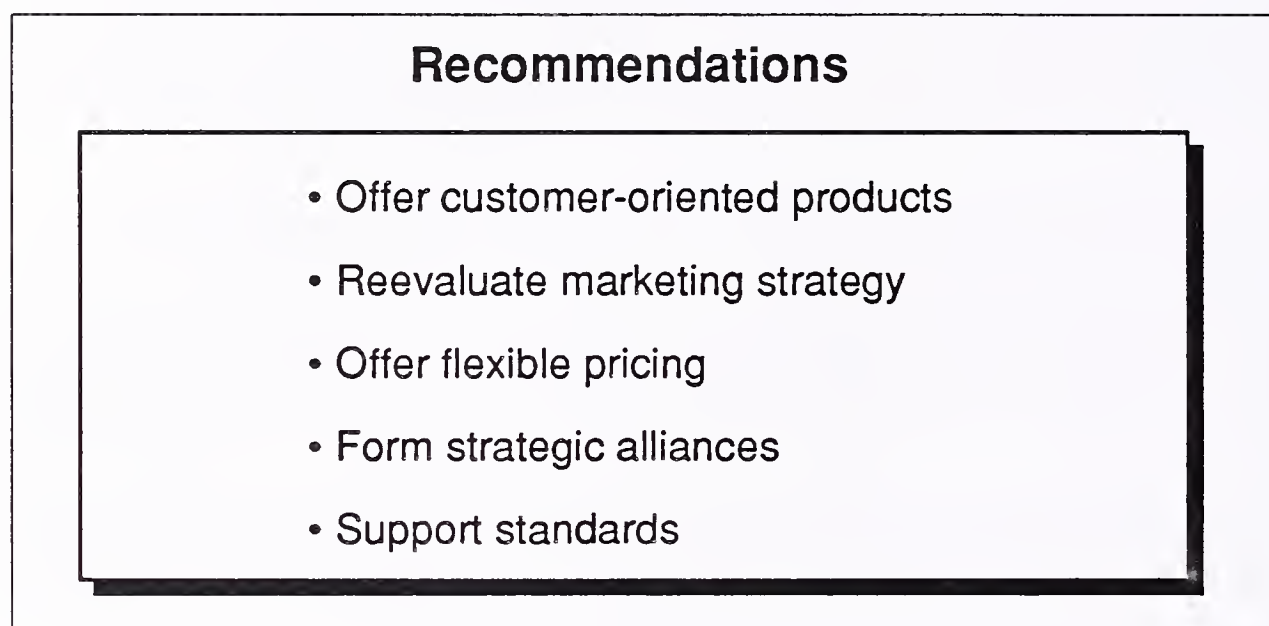 Recommendations
• Offer customer-oriented products
• Reevaluate marketing strategy
• Offer flexible pricing
• Form strategic alliances
• Support standards